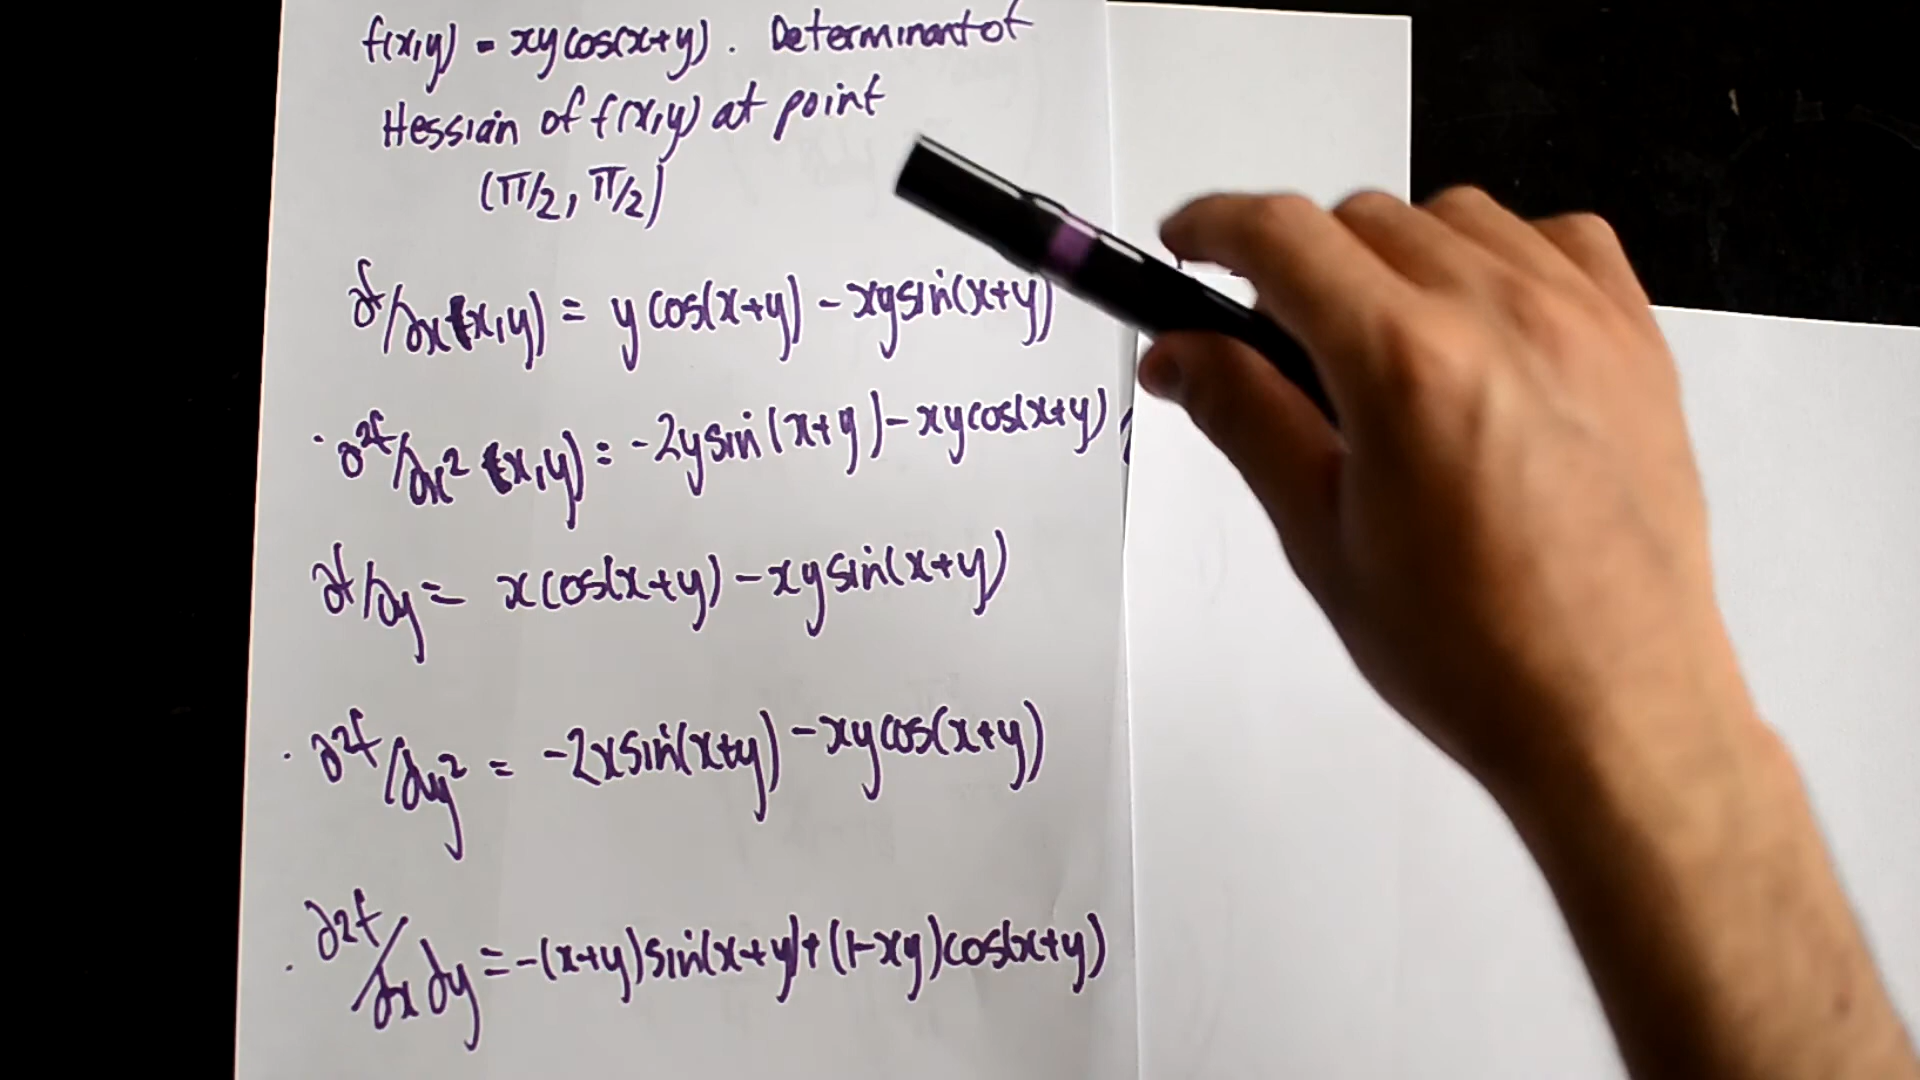 f(x,y) = xycos(x+y). Determinant of
Hessian of f(x,y) at point
(π/2, π/2)
∂f/∂x(x,y) = y cos(x+y) - xysin(x+y)
∂²f/∂x² (x,y) = -2ysin(x+y) - xycos(x+y)
∂f/∂y = xcos(x+y) - xysin(x+y)
∂²f/∂y² = -2xsin(x+y) - xycos(x+y)
∂²f/∂x∂y = -(x+y)sin(x+y)+(1-xy)cos(x+y)